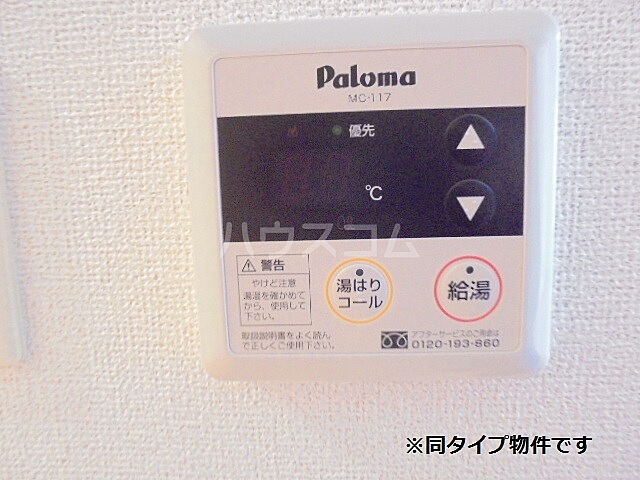 Paloma
MC-117
優先
℃
ハウスコム
警告
やけど注意
湯温を確かめて
から、使用して
下さい。
湯はり
コール
給湯
取扱説明書をよく読ん
で正しくご使用下さい。
アフターサービスのご用命は
0120-193-860
※同タイプ物件です